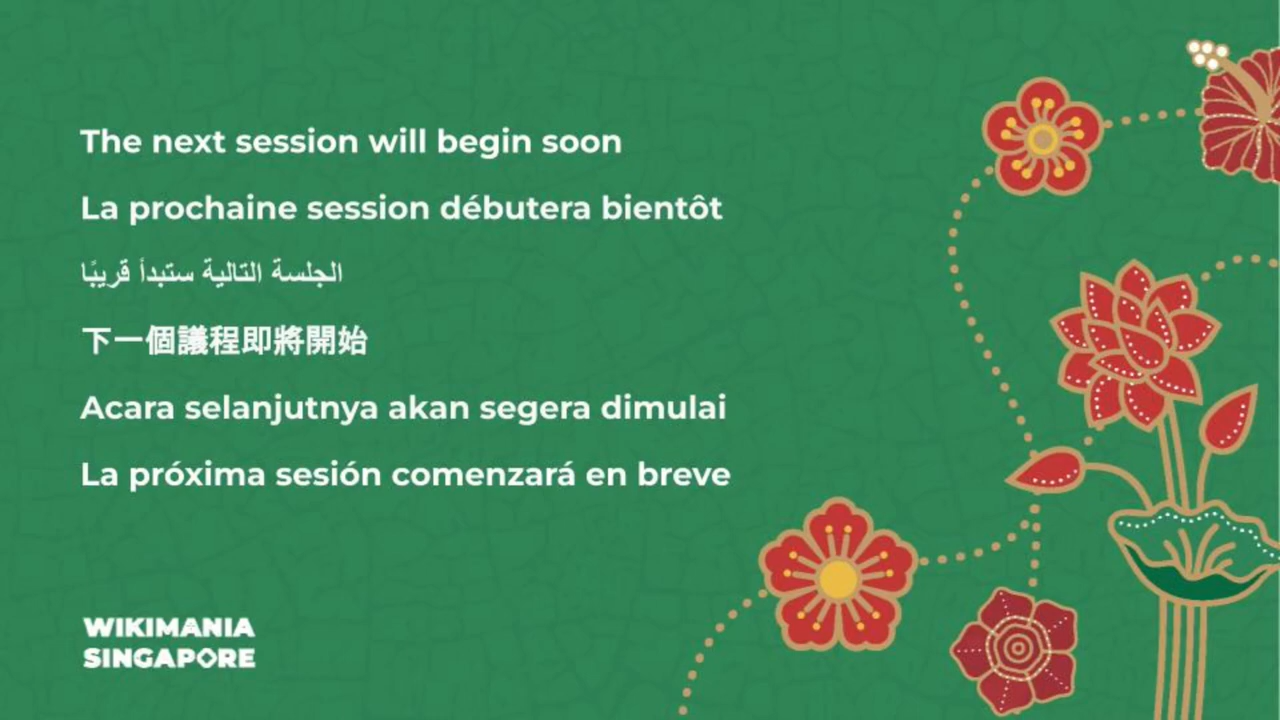 The next session will begin soon
La prochaine session débutera bientôt
الجلسة التالية ستبدأ قريبًا
下一個議程即將開始
Acara selanjutnya akan segera dimulai
La próxima sesión comenzará en breve
WIKIMANIA
SINGAPORE